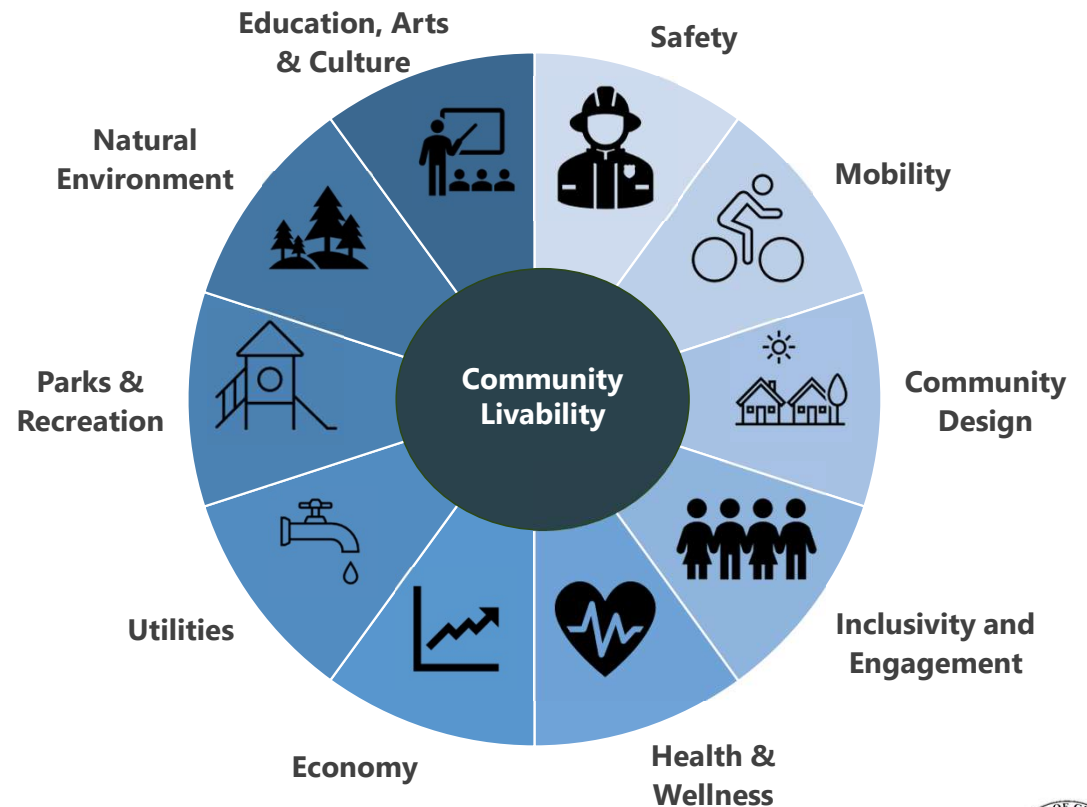 Education, Arts
& Culture
Safety
Natural
Environment
Mobility
Parks &
Recreation
Community
Livability
Community
Design
Utilities
Inclusivity and
Engagement
Economy
Health &
Wellness